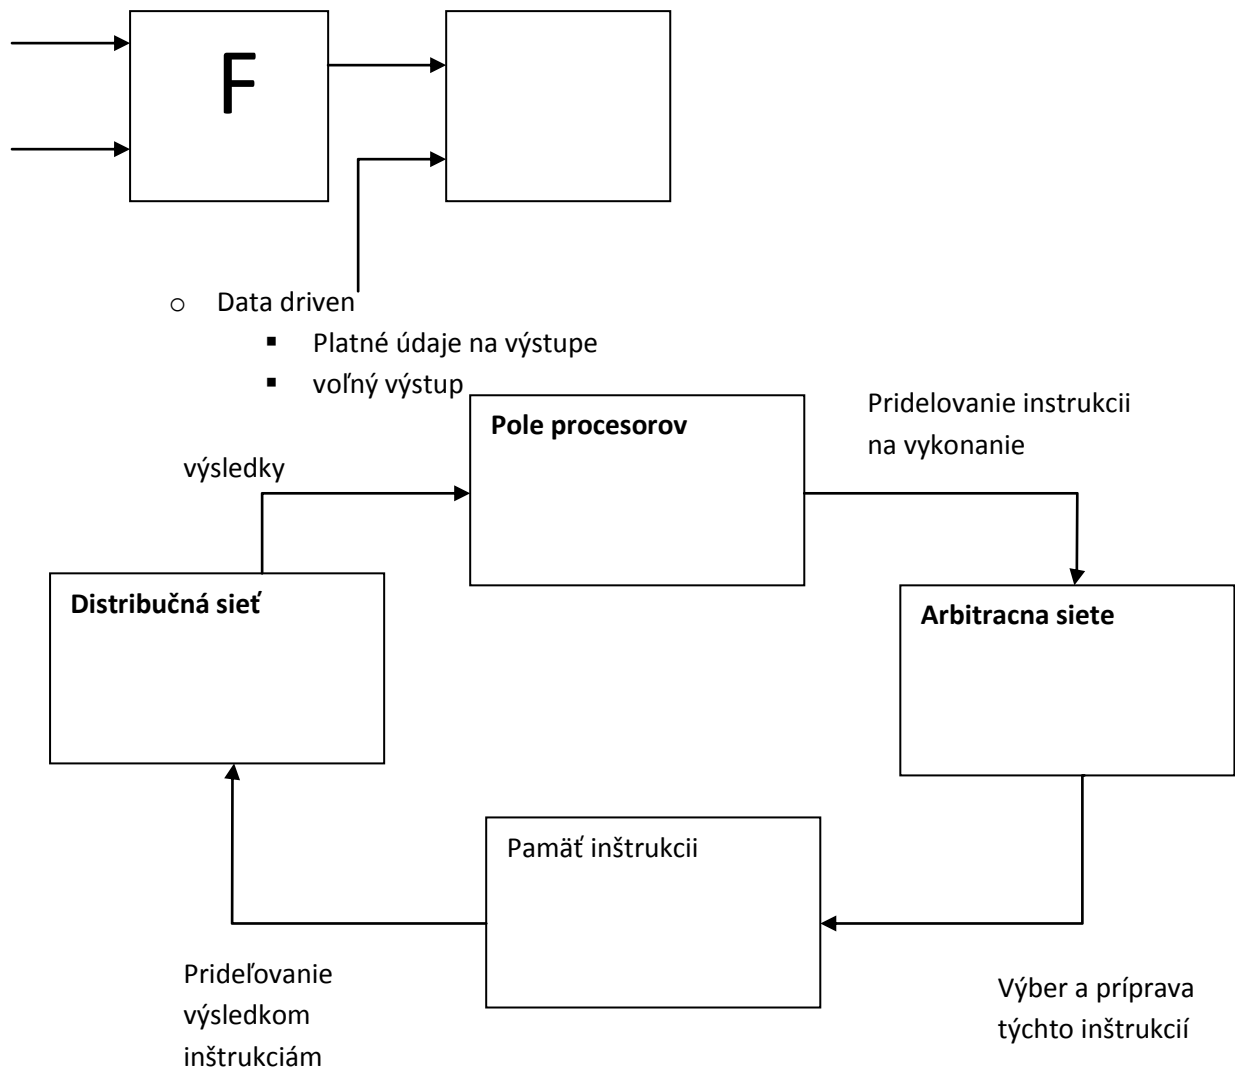 F
o Data driven
▪ Platné údaje na výstupe
▪ voľný výstup
Pole procesorov
Pridelovanie instrukcii
na vykonanie
výsledky
Distribučná sieť
Arbitracna siete
Pamäť inštrukcii
Prideľovanie
výsledkom
inštrukciám
Výber a príprava
týchto inštrukcií